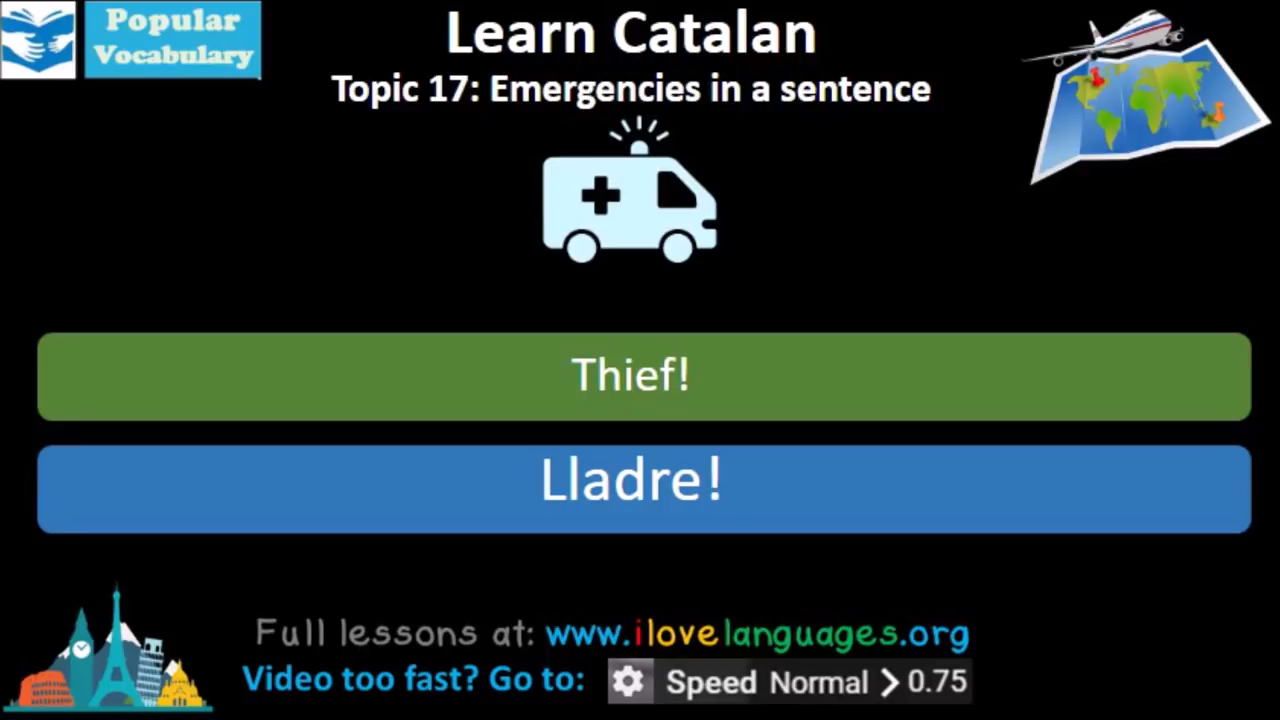 Popular
Vocabulary
Learn Catalan
Topic 17: Emergencies in a sentence
Thief!
Lladre!
Full lessons at: www.ilovelanguages.org
Video too fast? Go to: Speed Normal > 0.75